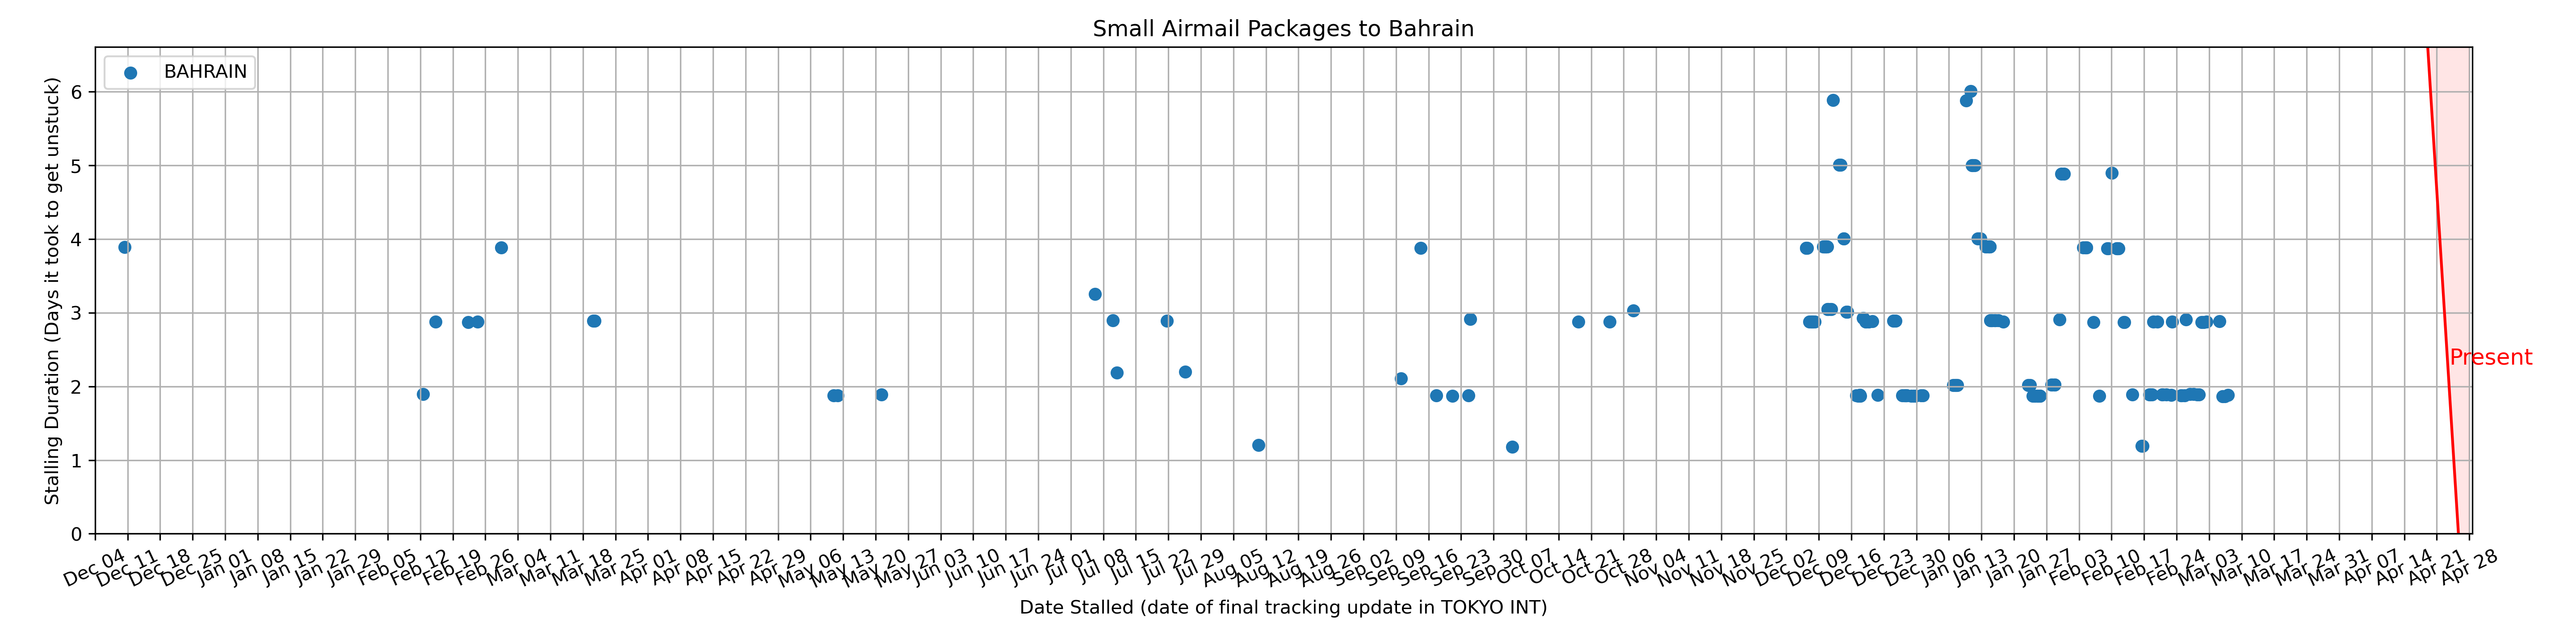 Small Airmail Packages to Bahrain
BAHRAIN
Stalling Duration (Days it took to get unstuck)
6
5
4
3
2
1
0
Present
Dec 04
Dec 11
Dec 18
Dec 25
Jan 01
Jan 08
Jan 15
Jan 22
Jan 29
Feb 05
Feb 12
Feb 19
Feb 26
Mar 04
Mar 11
Mar 18
Mar 25
Apr 01
Apr 08
Apr 15
Apr 22
Apr 29
May 06
May 13
May 20
May 27
Jun 03
Jun 10
Jun 17
Jun 24
Jul 01
Jul 08
Jul 15
Jul 22
Jul 29
Aug 05
Aug 12
Aug 19
Aug 26
Sep 02
Sep 09
Sep 16
Sep 23
Sep 30
Oct 07
Oct 14
Oct 21
Oct 28
Nov 04
Nov 11
Nov 18
Nov 25
Dec 02
Dec 09
Dec 16
Dec 23
Dec 30
Jan 06
Jan 13
Jan 20
Jan 27
Feb 03
Feb 10
Feb 17
Feb 24
Mar 03
Mar 10
Mar 17
Mar 24
Mar 31
Apr 07
Apr 14
Apr 21
Apr 28
Date Stalled (date of final tracking update in TOKYO INT)